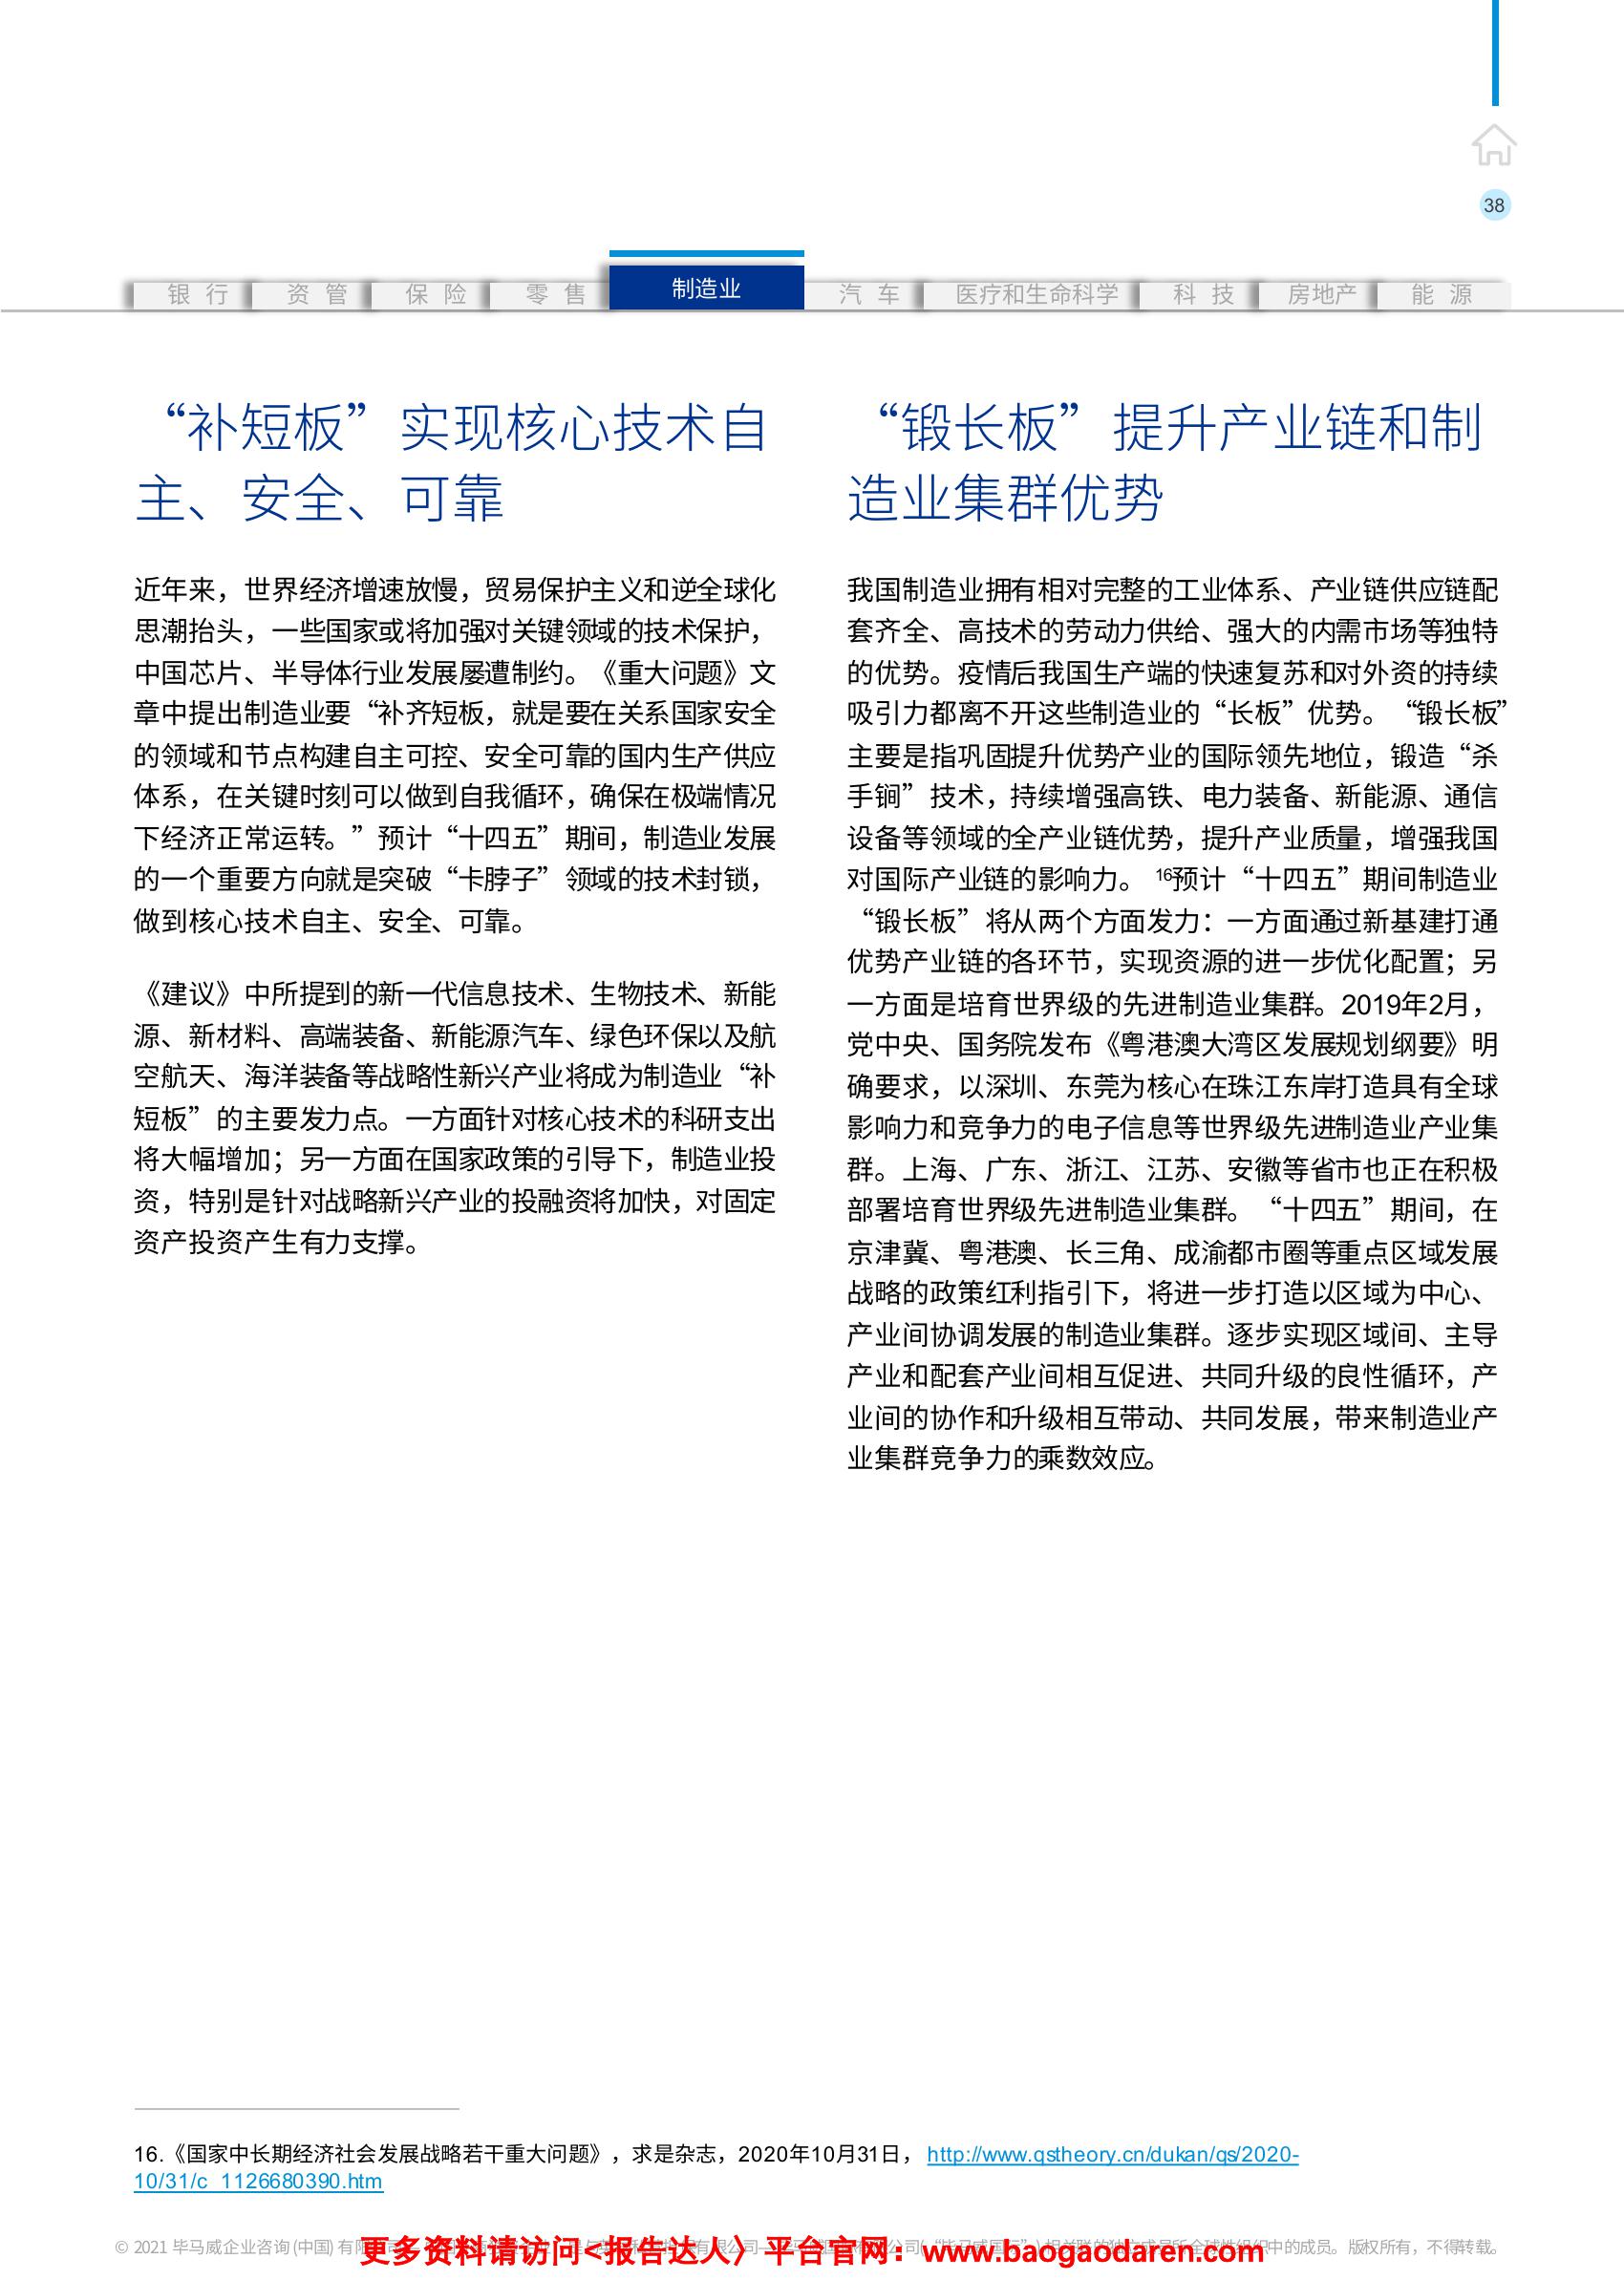 38
银 行 资 管 保 险 零 售 制造业 汽 车 医疗和生命科学 科 技 房地产 能 源
“补短板”实现核心技术自
主、安全、可靠
近年来，世界经济增速放慢，贸易保护主义和逆全球化
思潮抬头，一些国家或将加强对关键领域的技术保护，
中国芯片、半导体行业发展屡遭制约。《重大问题》文
章中提出制造业要“补齐短板，就是要在关系国家安全
的领域和节点构建自主可控、安全可靠的国内生产供应
体系，在关键时刻可以做到自我循环，确保在极端情况
下经济正常运转。”预计“十四五”期间，制造业发展
的一个重要方向就是突破“卡脖子”领域的技术封锁，
做到核心技术自主、安全、可靠。
《建议》中所提到的新一代信息技术、生物技术、新能
源、新材料、高端装备、新能源汽车、绿色环保以及航
空航天、海洋装备等战略性新兴产业将成为制造业“补
短板”的主要发力点。一方面针对核心技术的科研支出
将大幅增加；另一方面在国家政策的引导下，制造业投
资，特别是针对战略新兴产业的投融资将加快，对固定
资产投资产生有力支撑。
“锻长板”提升产业链和制
造业集群优势
我国制造业拥有相对完整的工业体系、产业链供应链配
套齐全、高技术的劳动力供给、强大的内需市场等独特
的优势。疫情后我国生产端的快速复苏和对外资的持续
吸引力都离不开这些制造业的“长板”优势。“锻长板”
主要是指巩固提升优势产业的国际领先地位，锻造“杀
手锏”技术，持续增强高铁、电力装备、新能源、通信
设备等领域的全产业链优势，提升产业质量，增强我国
对国际产业链的影响力。16预计“十四五”期间制造业
“锻长板”将从两个方面发力：一方面通过新基建打通
优势产业链的各环节，实现资源的进一步优化配置；另
一方面是培育世界级的先进制造业集群。2019年2月，
党中央、国务院发布《粤港澳大湾区发展规划纲要》明
确要求，以深圳、东莞为核心在珠江东岸打造具有全球
影响力和竞争力的电子信息等世界级先进制造业产业集
群。上海、广东、浙江、江苏、安徽等省市也正在积极
部署培育世界级先进制造业集群。“十四五”期间，在
京津冀、粤港澳、长三角、成渝都市圈等重点区域发展
战略的政策红利指引下，将进一步打造以区域为中心、
产业间协调发展的制造业集群。逐步实现区域间、主导
产业和配套产业间相互促进、共同升级的良性循环，产
业间的协作和升级相互带动、共同发展，带来制造业产
业集群竞争力的乘数效应。
16.《国家中长期经济社会发展战略若干重大问题》，求是杂志，2020年10月31日，http://www.qstheory.cn/dukan/qs/2020-
10/31/c_1126680390.htm
© 2021 毕马威企业咨询 (中国) 有限 中的成员。版权所有，不得转载。
更多资料请访问<报告达人〉平台官网：www.baogaodaren.com